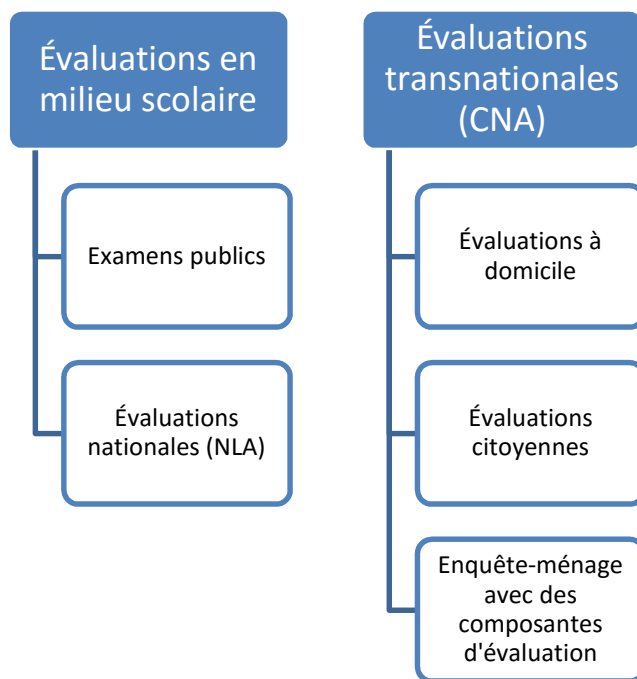 Évaluations en
milieu scolaire
Examens publics
Évaluations
nationales (NLA)
Évaluations
transnationales
(CNA)
Évaluations à
domicile
Évaluations
citoyennes
Enquête-ménage
avec des
composantes
d'évaluation